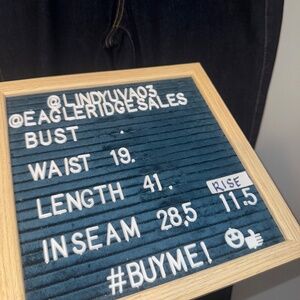 @LINDYUVA03
@EAGLERIDGESALES
BUST .
WAIST 19.
LENGTH 41.
RISE
INSEAM 28,5 11.5
#BUYME!